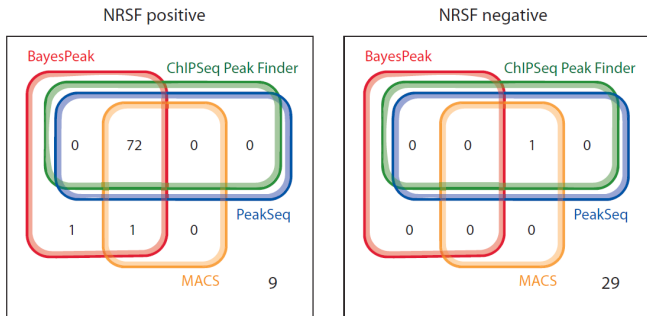 NRSF positive
BayesPeak
ChIPSeq Peak Finder
0 72 0 0
PeakSeq
1 1 0
MACS
9
NRSF negative
BayesPeak
ChIPSeq Peak Finder
0 0 1 0
PeakSeq
0 0 0
MACS
29